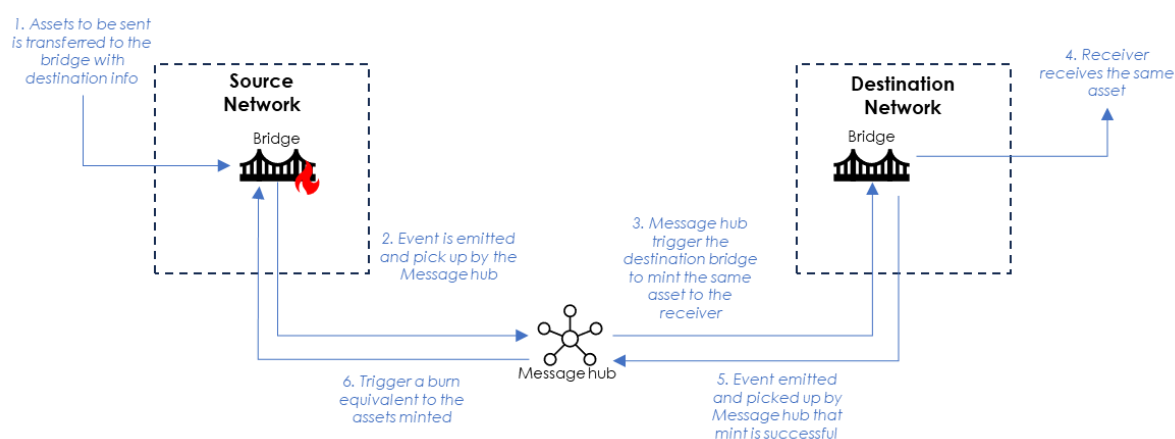 1. Assets to be sent
is transferred to the
bridge with
destination info
Source
Network
Bridge
2. Event is emitted
and pick up by the
Message hub
3. Message hub
trigger the
destination bridge
to mint the same
asset to the
receiver
Destination
Network
Bridge
4. Receiver
receives the same
asset
Message hub
5. Event emitted
and picked up by
Message hub that
mint is successful
6. Trigger a burn
equivalent to the
assets minted